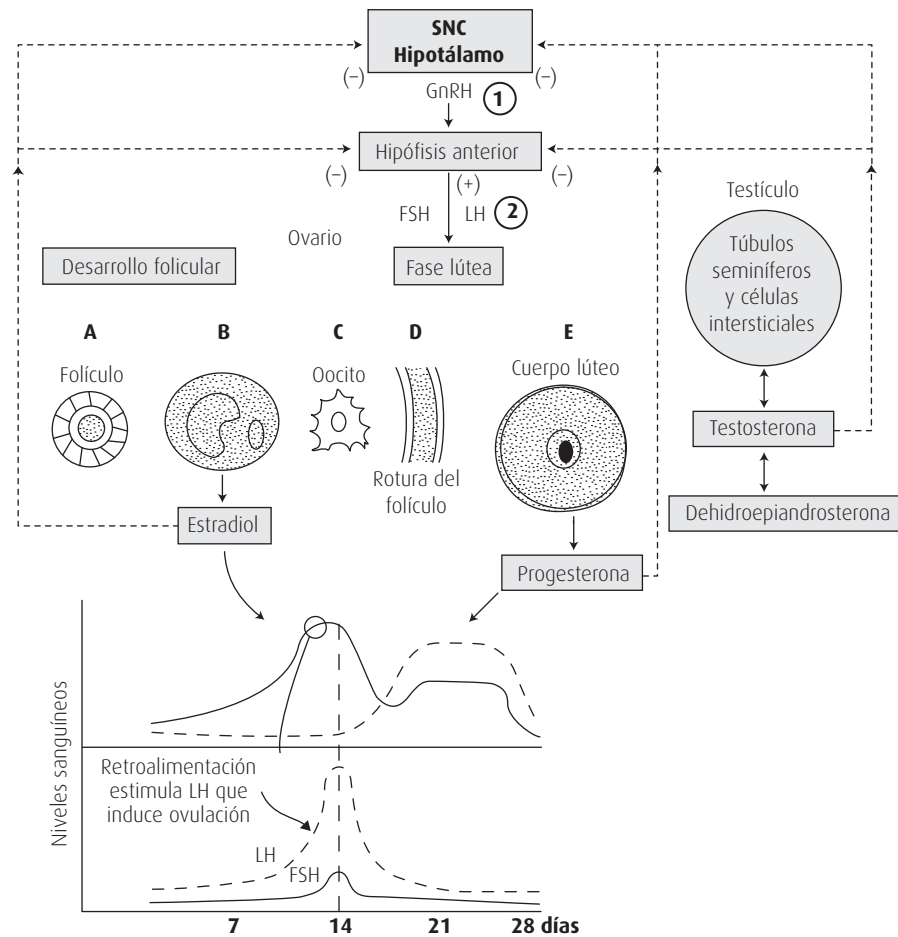 SNC
Hipotálamo
(–) (–)
GnRH 1
Hipófisis anterior
(–) (+) (–)
FSH LH 2
Ovario
Desarrollo folicular
Fase lútea
Testículo
Túbulos
seminíferos
y células
intersticiales
A B C D E
Folículo
Oocito
Cuerpo lúteo
Rotura del
folículo
Testosterona
Dehidroepiandrosterona
Estradiol
Progesterona
Niveles sanguíneos
Retroalimentación
estimula LH que
induce ovulación
LH
FSH
7 14 21 28 días